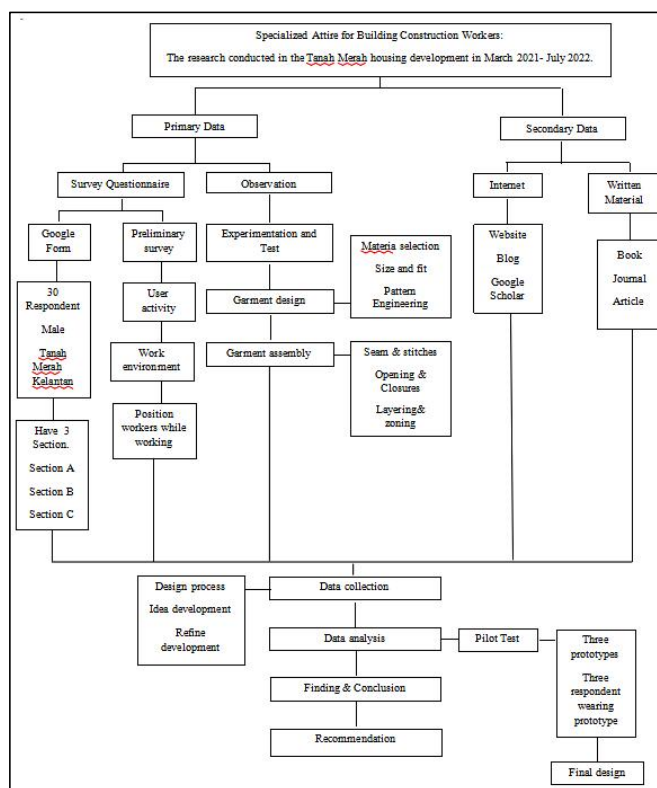 Specialized Attire for Building Construction Workers:
The research conducted in the Tanah Merah housing development in March 2021- July 2022.
Primary Data
Secondary Data
Survey Questionnaire
Observation
Internet
Written
Material
Google
Form
Preliminary
survey
Experimentation and
Test
Website
Blog
Google
Scholar
Book
Journal
Article
Materia selection
Size and fit
Pattern
Engineering
30
Respondent
Male
Tanah
Merah
Kelantan
User
activity
Garment design
Work
environment
Garment assembly
Seam & stitches
Opening &
Closures
Layering&
zoning
Position
workers while
working
Have 3
Section.
Section A
Section B
Section C
Design process
Idea development
Refine
development
Data collection
Data analysis
Pilot Test
Three
prototypes
Three
respondent
wearing
prototype
Finding & Conclusion
Recommendation
Final design